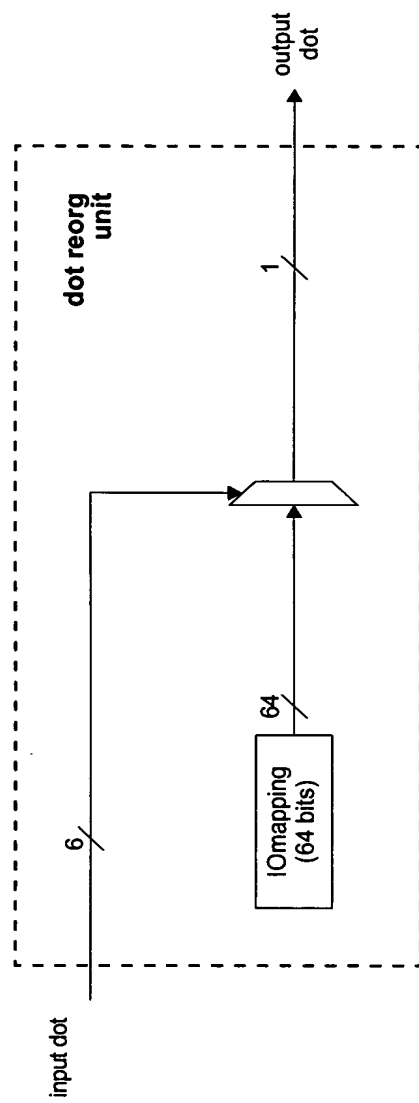 input dot
6
dot reorg
unit
IOmapping
(64 bits)
64
1
output
dot